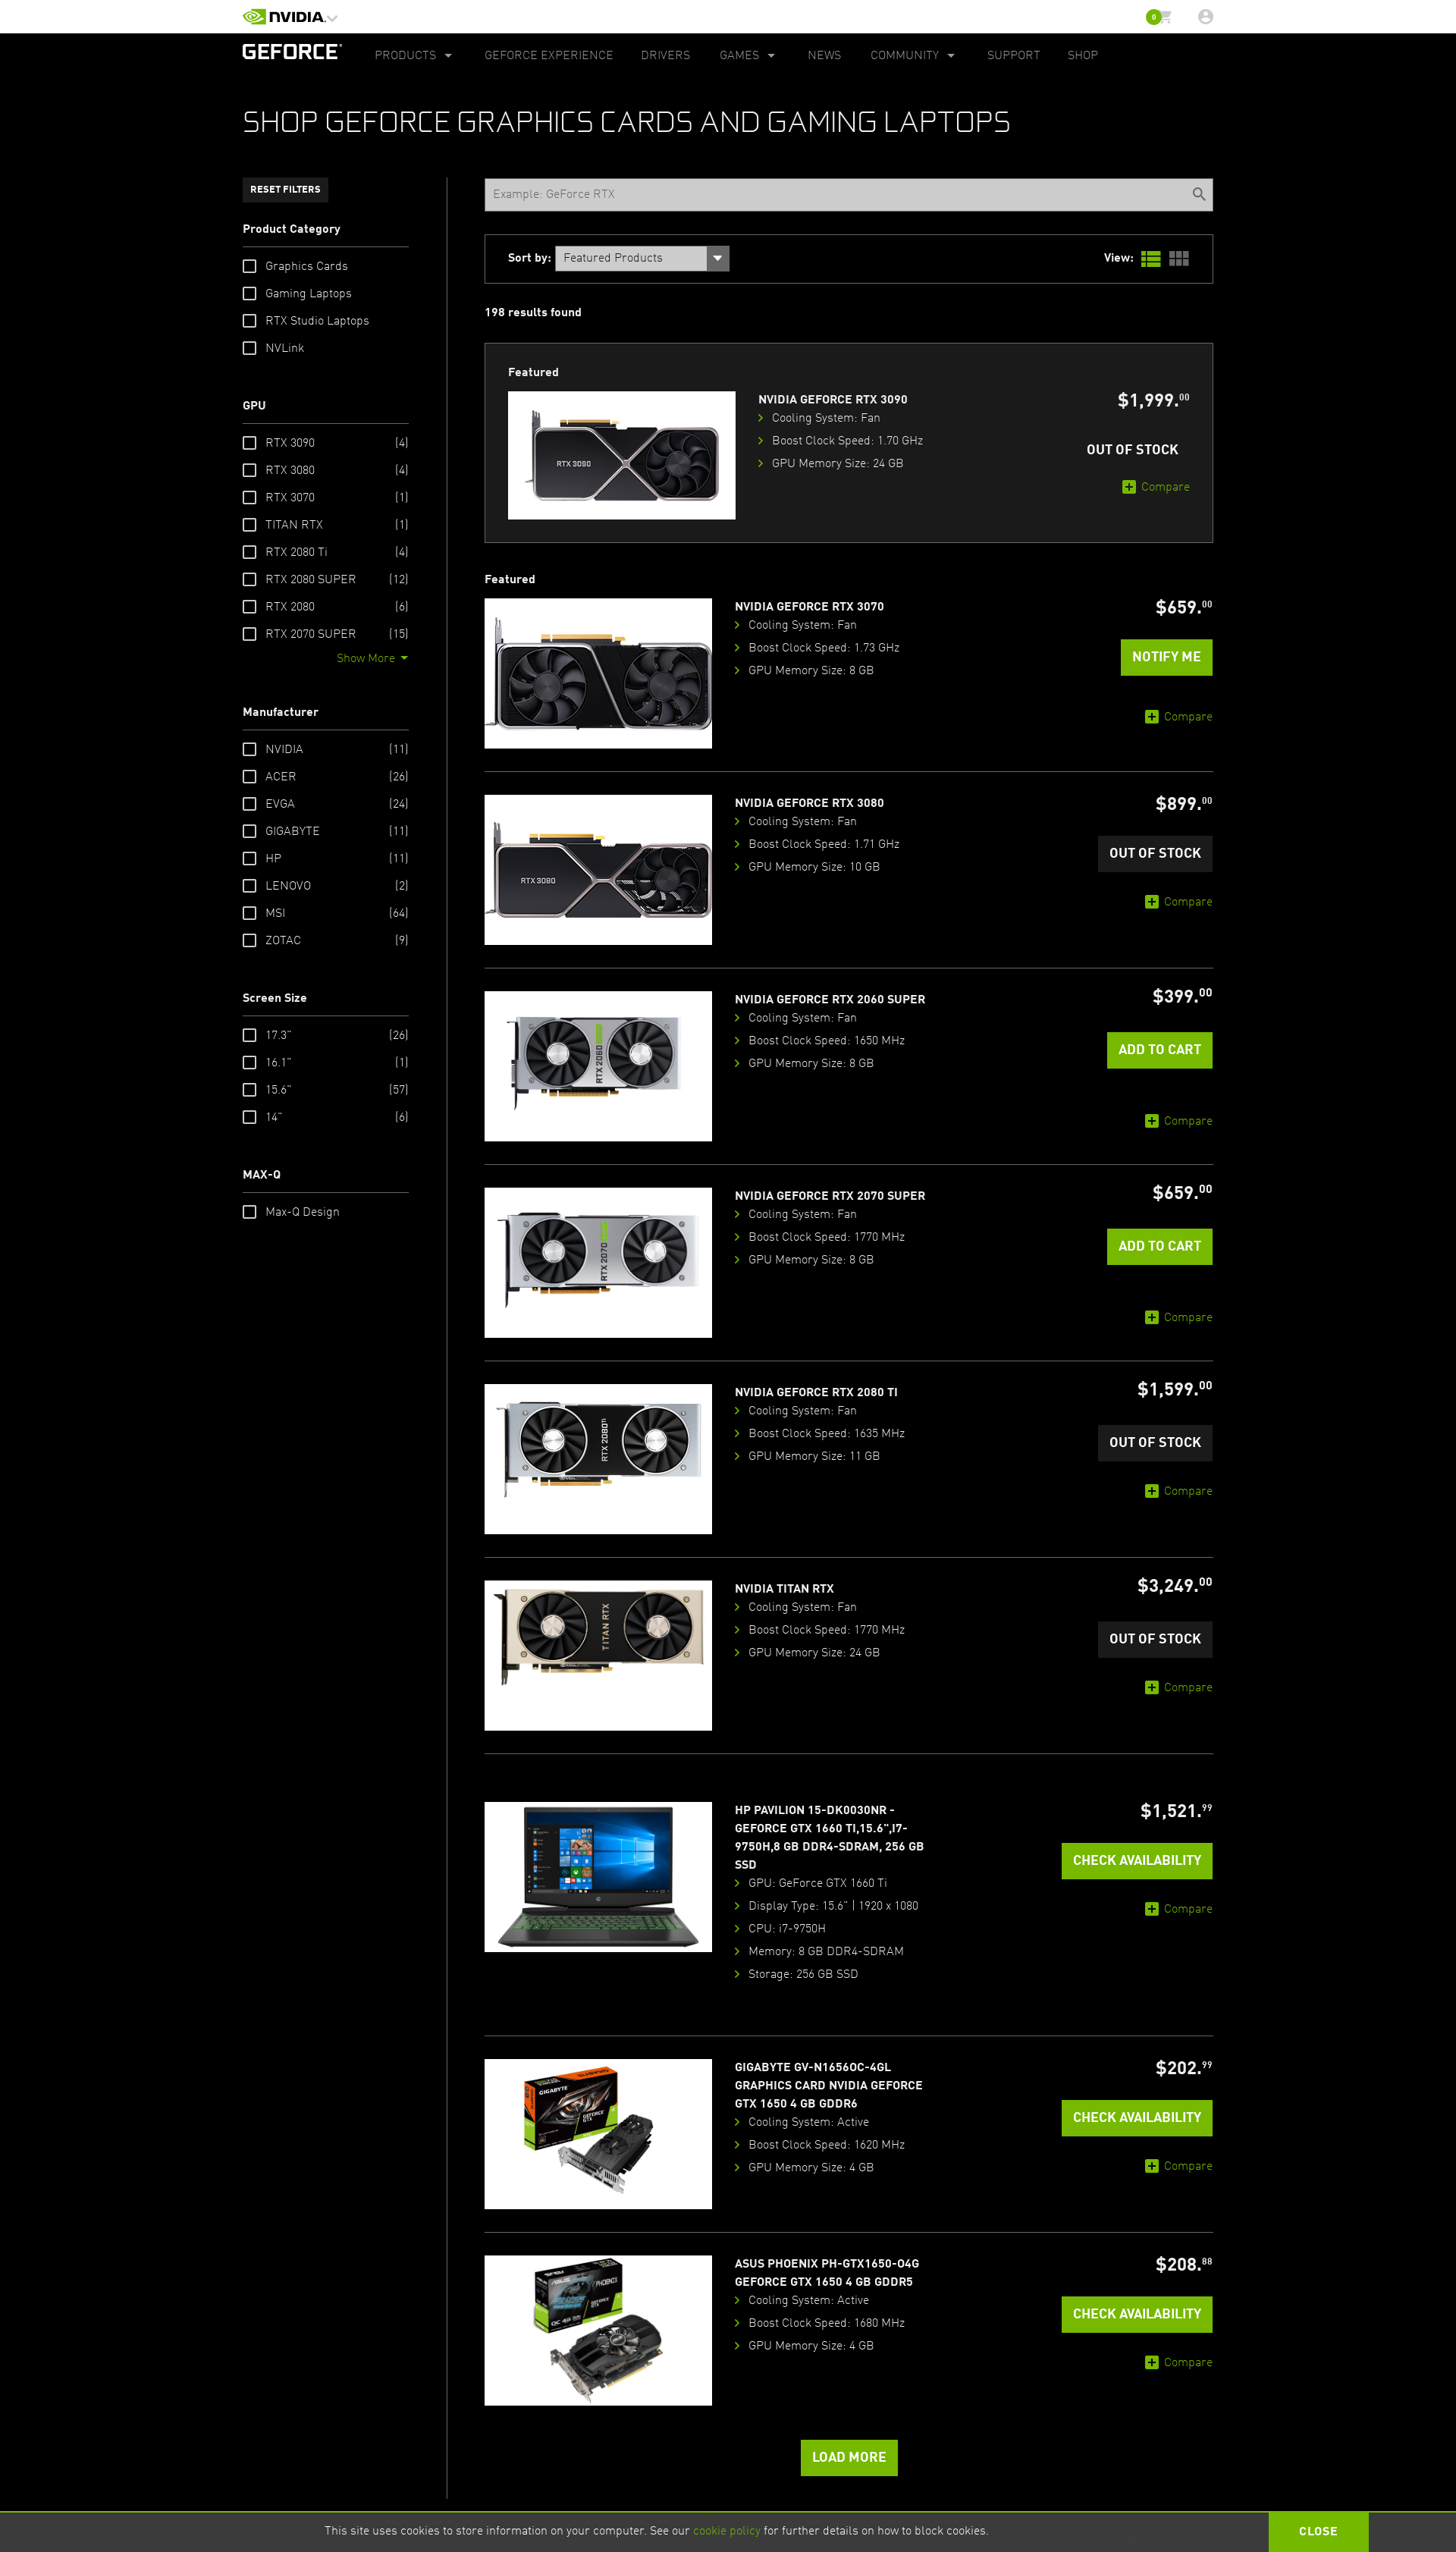 NVIDIA.
0
GEFORCE
PRODUCTS GEFORCE EXPERIENCE DRIVERS GAMES NEWS COMMUNITY SUPPORT SHOP
SHOP GEFORCE GRAPHICS CARDS AND GAMING LAPTOPS
RESET FILTERS
Product Category
Graphics Cards
Gaming Laptops
RTX Studio Laptops
NVLink
GPU
RTX 3090 (4)
RTX 3080 (4)
RTX 3070 (1)
TITAN RTX (1)
RTX 2080 Ti (4)
RTX 2080 SUPER (12)
RTX 2080 (6)
RTX 2070 SUPER (15)
Show More
Manufacturer
NVIDIA (11)
ACER (26)
EVGA (24)
GIGABYTE (11)
HP (11)
LENOVO (2)
MSI (64)
ZOTAC (9)
Screen Size
17.3" (26)
16.1" (1)
15.6" (57)
14" (6)
MAX-Q
Max-Q Design
Example: GeForce RTX
Sort by: Featured Products View:
198 results found
Featured
RTX 3090
NVIDIA GEFORCE RTX 3090
Cooling System: Fan
Boost Clock Speed: 1.70 GHz
GPU Memory Size: 24 GB
$1,999.00
OUT OF STOCK
Compare
Featured
NVIDIA GEFORCE RTX 3070
Cooling System: Fan
Boost Clock Speed: 1.73 GHz
GPU Memory Size: 8 GB
$659.00
NOTIFY ME
Compare
RTX 3080
NVIDIA GEFORCE RTX 3080
Cooling System: Fan
Boost Clock Speed: 1.71 GHz
GPU Memory Size: 10 GB
$899.00
OUT OF STOCK
Compare
RTX 2060
NVIDIA GEFORCE RTX 2060 SUPER
Cooling System: Fan
Boost Clock Speed: 1650 MHz
GPU Memory Size: 8 GB
$399.00
ADD TO CART
Compare
RTX 2070
NVIDIA GEFORCE RTX 2070 SUPER
Cooling System: Fan
Boost Clock Speed: 1770 MHz
GPU Memory Size: 8 GB
$659.00
ADD TO CART
Compare
RTX 2080Ti
NVIDIA GEFORCE RTX 2080 TI
Cooling System: Fan
Boost Clock Speed: 1635 MHz
GPU Memory Size: 11 GB
$1,599.00
OUT OF STOCK
Compare
TITAN RTX
NVIDIA TITAN RTX
Cooling System: Fan
Boost Clock Speed: 1770 MHz
GPU Memory Size: 24 GB
$3,249.00
OUT OF STOCK
Compare
HP PAVILION 15-DK0030NR -
GEFORCE GTX 1660 TI,15.6",I7-
9750H,8 GB DDR4-SDRAM, 256 GB
SSD
GPU: GeForce GTX 1660 Ti
Display Type: 15.6" | 1920 x 1080
CPU: i7-9750H
Memory: 8 GB DDR4-SDRAM
Storage: 256 GB SSD
$1,521.99
CHECK AVAILABILITY
Compare
GIGABYTE
GEFORCE GTX
GIGABYTE GV-N1656OC-4GL
GRAPHICS CARD NVIDIA GEFORCE
GTX 1650 4 GB GDDR6
Cooling System: Active
Boost Clock Speed: 1620 MHz
GPU Memory Size: 4 GB
$202.99
CHECK AVAILABILITY
Compare
PHOENIX
ASUS PHOENIX PH-GTX1650-O4G
GEFORCE GTX 1650 4 GB GDDR5
Cooling System: Active
Boost Clock Speed: 1680 MHz
GPU Memory Size: 4 GB
$208.88
CHECK AVAILABILITY
Compare
LOAD MORE
This site uses cookies to store information on your computer. See our cookie policy for further details on how to block cookies.
CLOSE